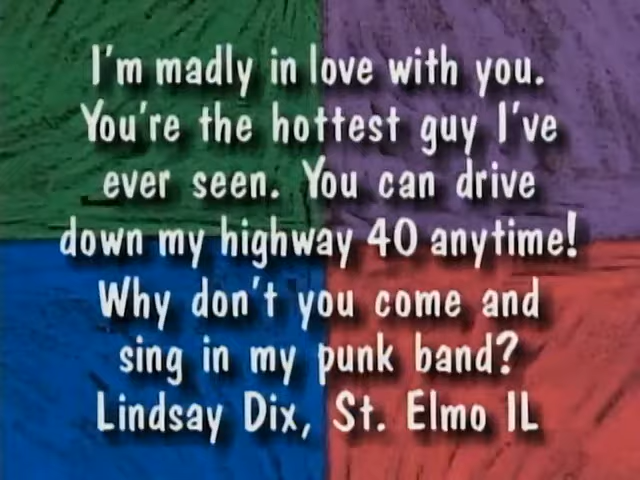 I'm madly in love with you.
You're the hottest guy I've
ever seen. You can drive
down my highway 40 anytime!
Why don't you come and
sing in my punk band?
Lindsay Dix, St. Elmo IL